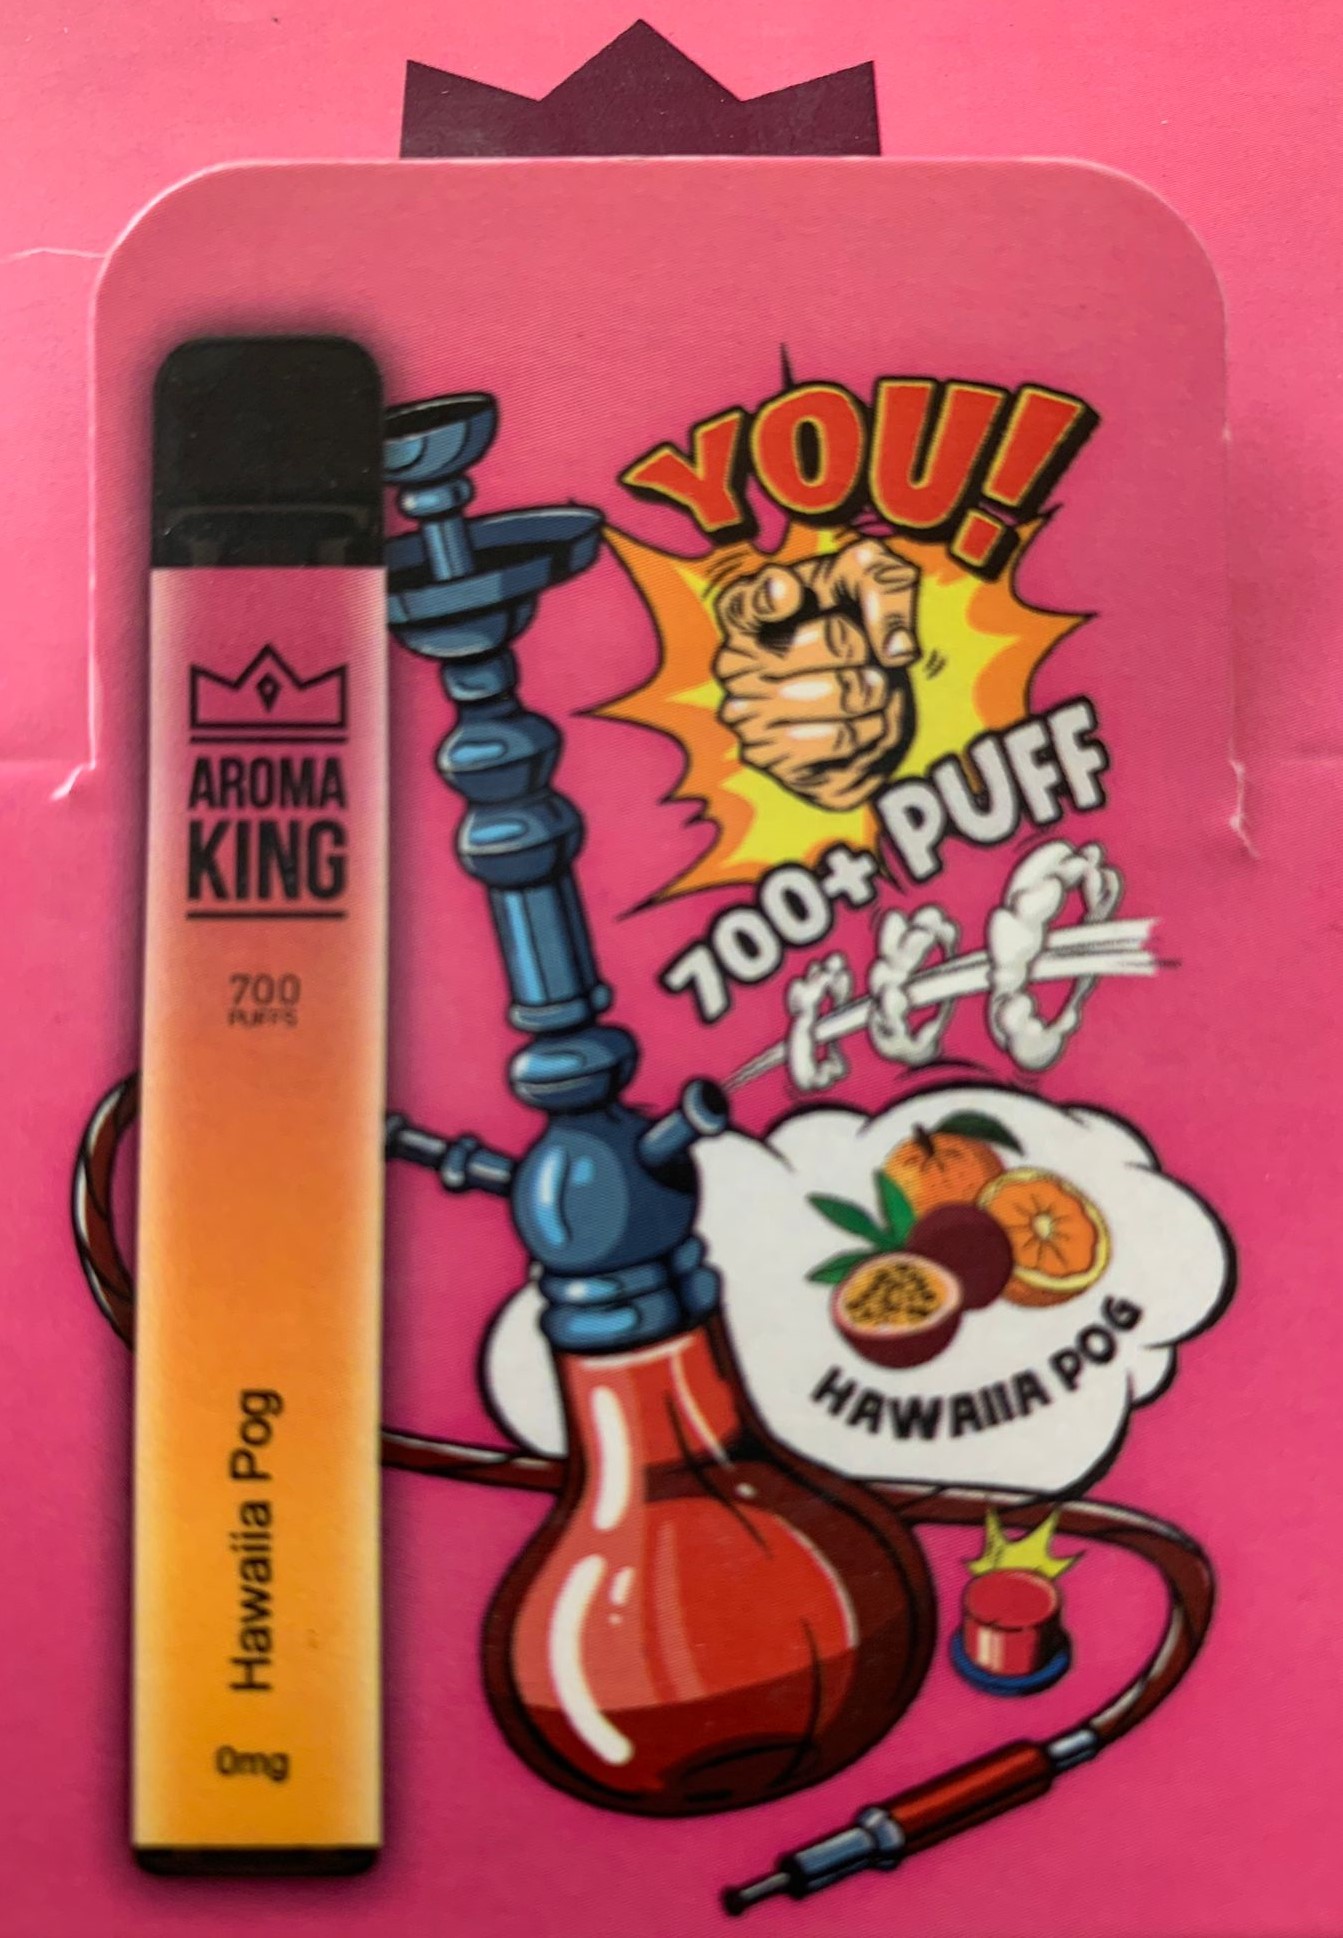 AROMA
KING
700
PUFFS
Hawaiia Pog
0mg
YOU!
700+ PUFF
HAWAIIA POG